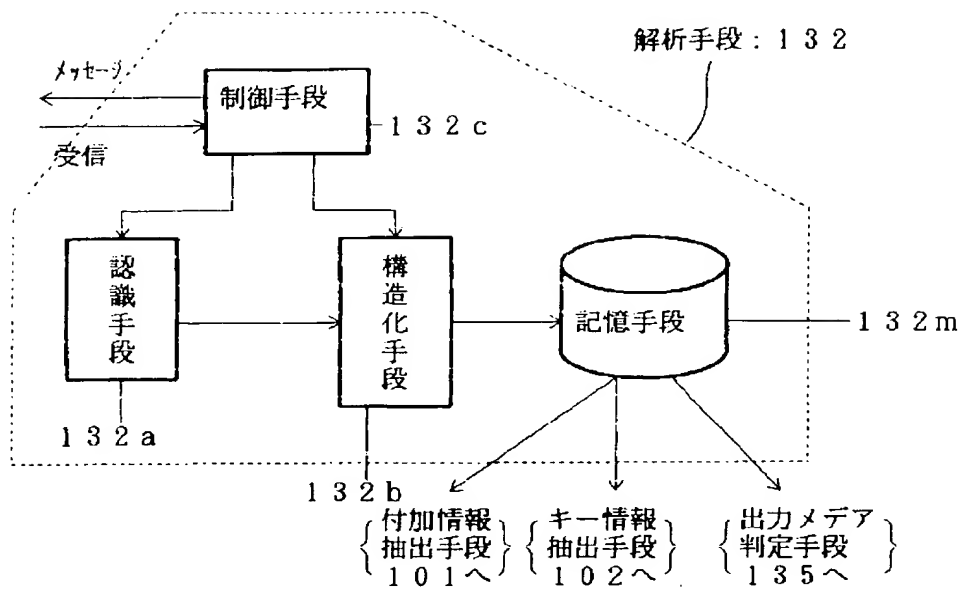 解析手段：１３２
メッセージ
制御手段
１３２ｃ
受信
認識手段
構造化手段
記憶手段
１３２ｍ
１３２ａ
１３２ｂ
付加情報
抽出手段
１０１へ
キー情報
抽出手段
１０２へ
出力メデア
判定手段
１３５へ